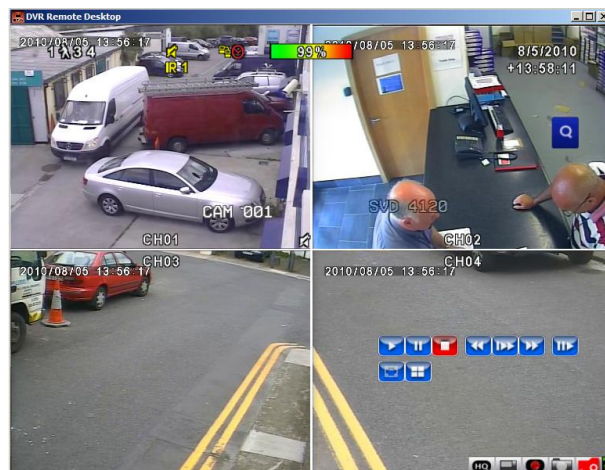 DVR Remote Desktop
2010/08/05 13:56:17
1 34
IR-1
99%
CAM 001
CH01
2010/08/05 13:56:17
8/5/2010
+13:58:11
SVD 4120
CH02
CH03
2010/08/05 13:56:17
CH04
2010/08/05 13:56:17
HQ